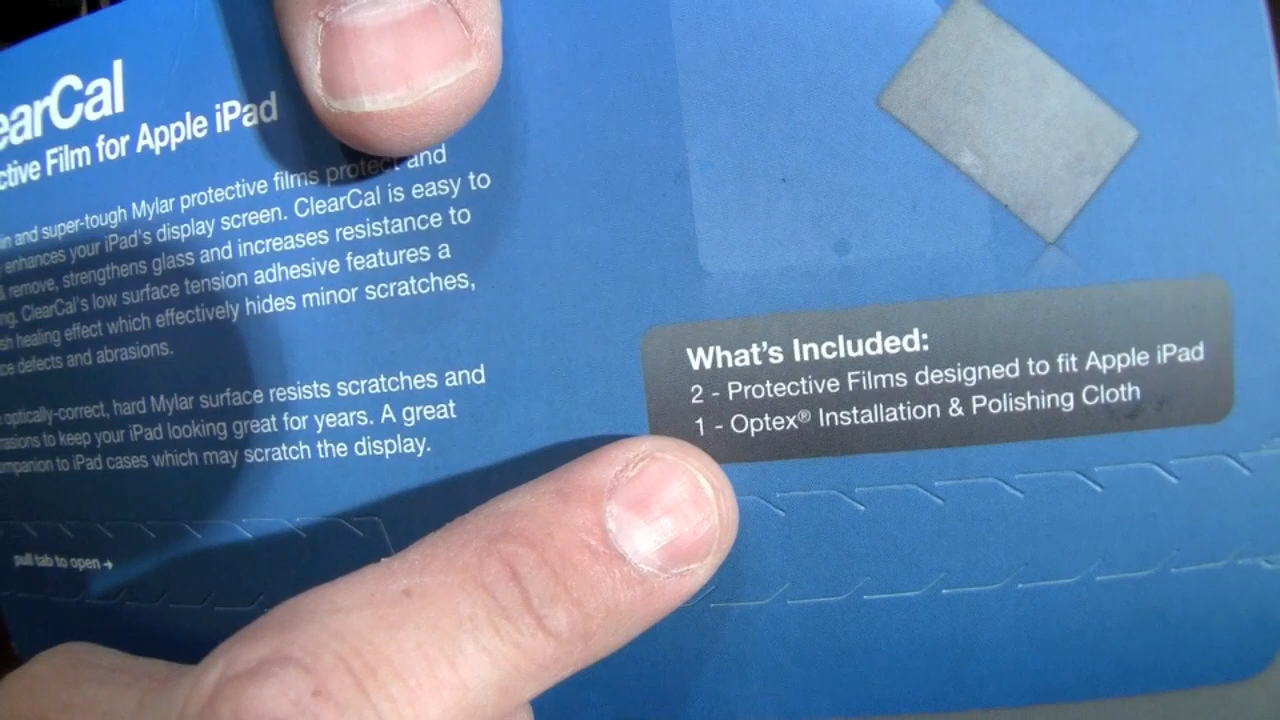 earCal
ctive Film for Apple iPad
in and super-tough Mylar protective films protect and
enhances your iPad's display screen. ClearCal is easy to
& remove, strengthens glass and increases resistance to
ng. ClearCal's low surface tension adhesive features a
sh healing effect which effectively hides minor scratches,
ce defects and abrasions.
optically-correct, hard Mylar surface resists scratches and
rasions to keep your iPad looking great for years. A great
mpanion to iPad cases which may scratch the display.
pull tab to open→
What's Included:
2 - Protective Films designed to fit Apple iPad
1 - Optex® Installation & Polishing Cloth